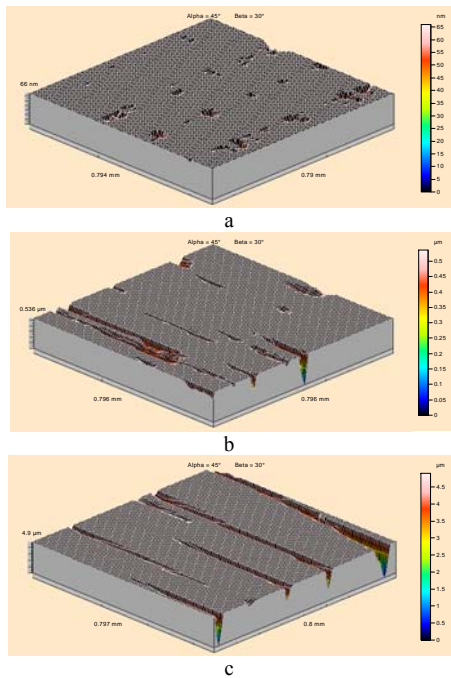 Alpha = 45° Beta = 30°
nm
65
60
55
50
45
40
35
30
25
20
15
10
5
0
66 nm
0.794 mm
0.79 mm
a
Alpha = 45° Beta = 30°
µm
0.5
0.45
0.4
0.35
0.3
0.25
0.2
0.15
0.1
0.05
0
0.536 µm
0.796 mm
0.796 mm
b
Alpha = 45° Beta = 30°
µm
4.5
4
3.5
3
2.5
2
1.5
1
0.5
0
4.9 µm
0.797 mm
0.8 mm
c